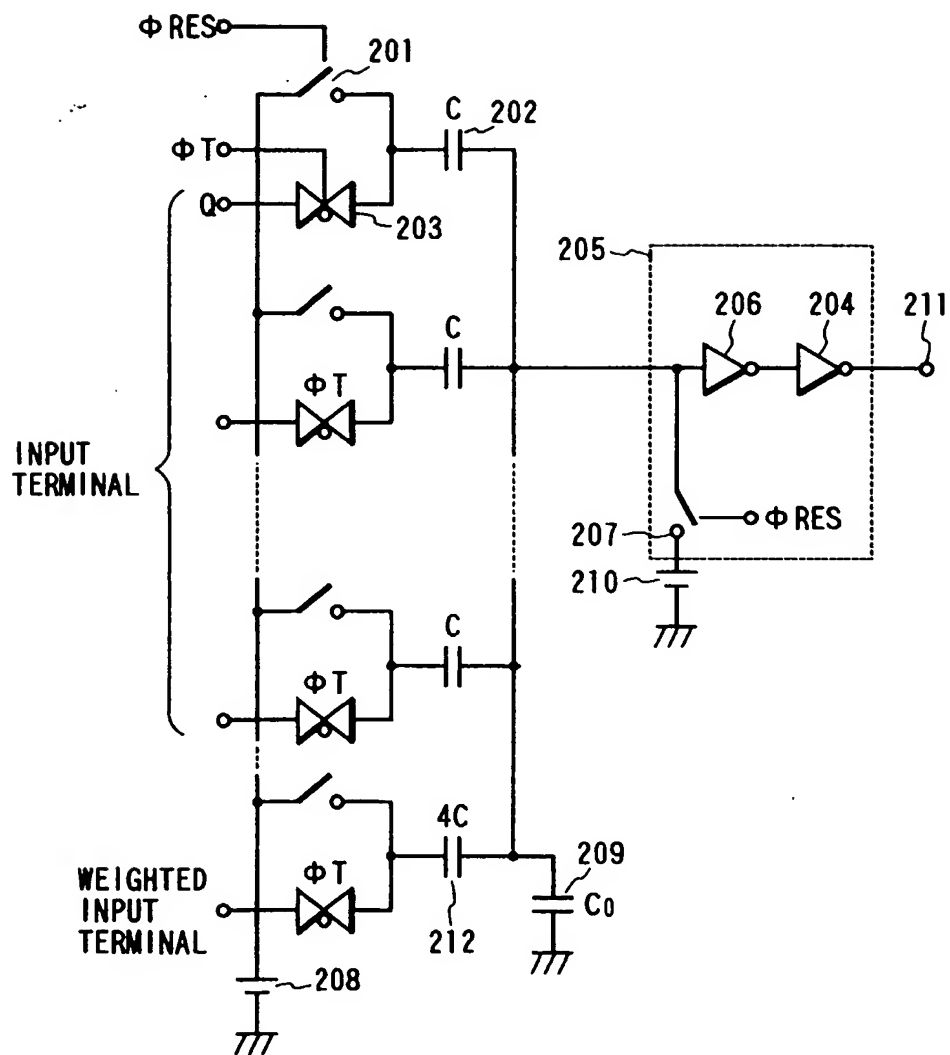 ΦRES
201
C
202
ΦT
Q
203
205
206
204
211
C
ΦT
INPUT
TERMINAL
ΦRES
207
210
C
ΦT
4C
209
WEIGHTED
INPUT
TERMINAL
ΦT
C0
212
208